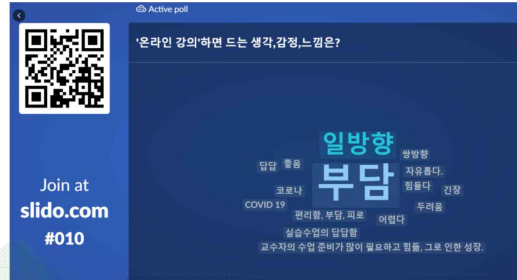 Active poll
'온라인 강의'하면 드는 생각,감정,느낌은?
일방향
쌍방향
답답 좋음
부담
자유롭다.
코로나
힘들다 긴장
COVID 19
두려움
편리함, 부담, 피로
어렵다
실습수업의 답답함
교수자의 수업 준비가 많이 필요하고 힘듦, 그로 인한 성장.
Join at
slido.com
#010